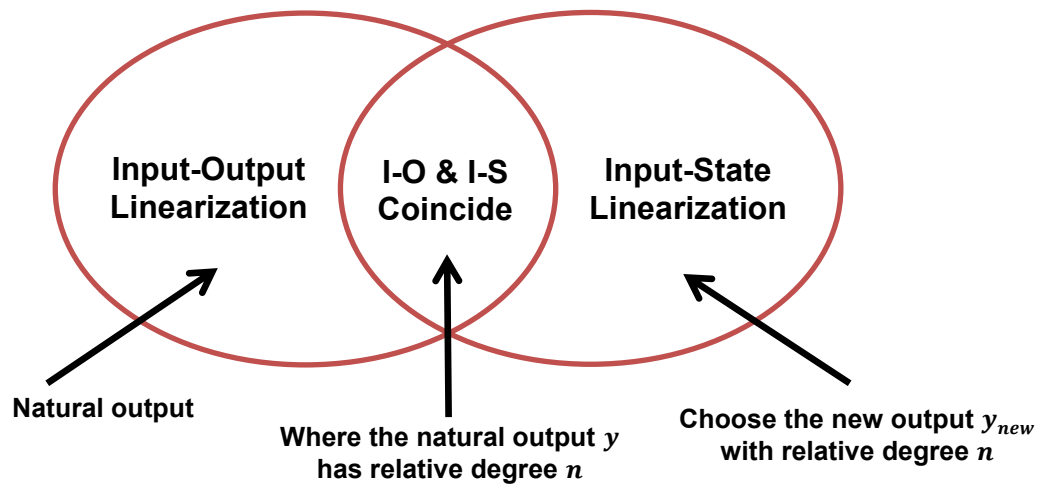 Input-Output
Linearization
I-O & I-S
Coincide
Input-State
Linearization
Natural output
Where the natural output y
has relative degree n
Choose the new output y_new
with relative degree n